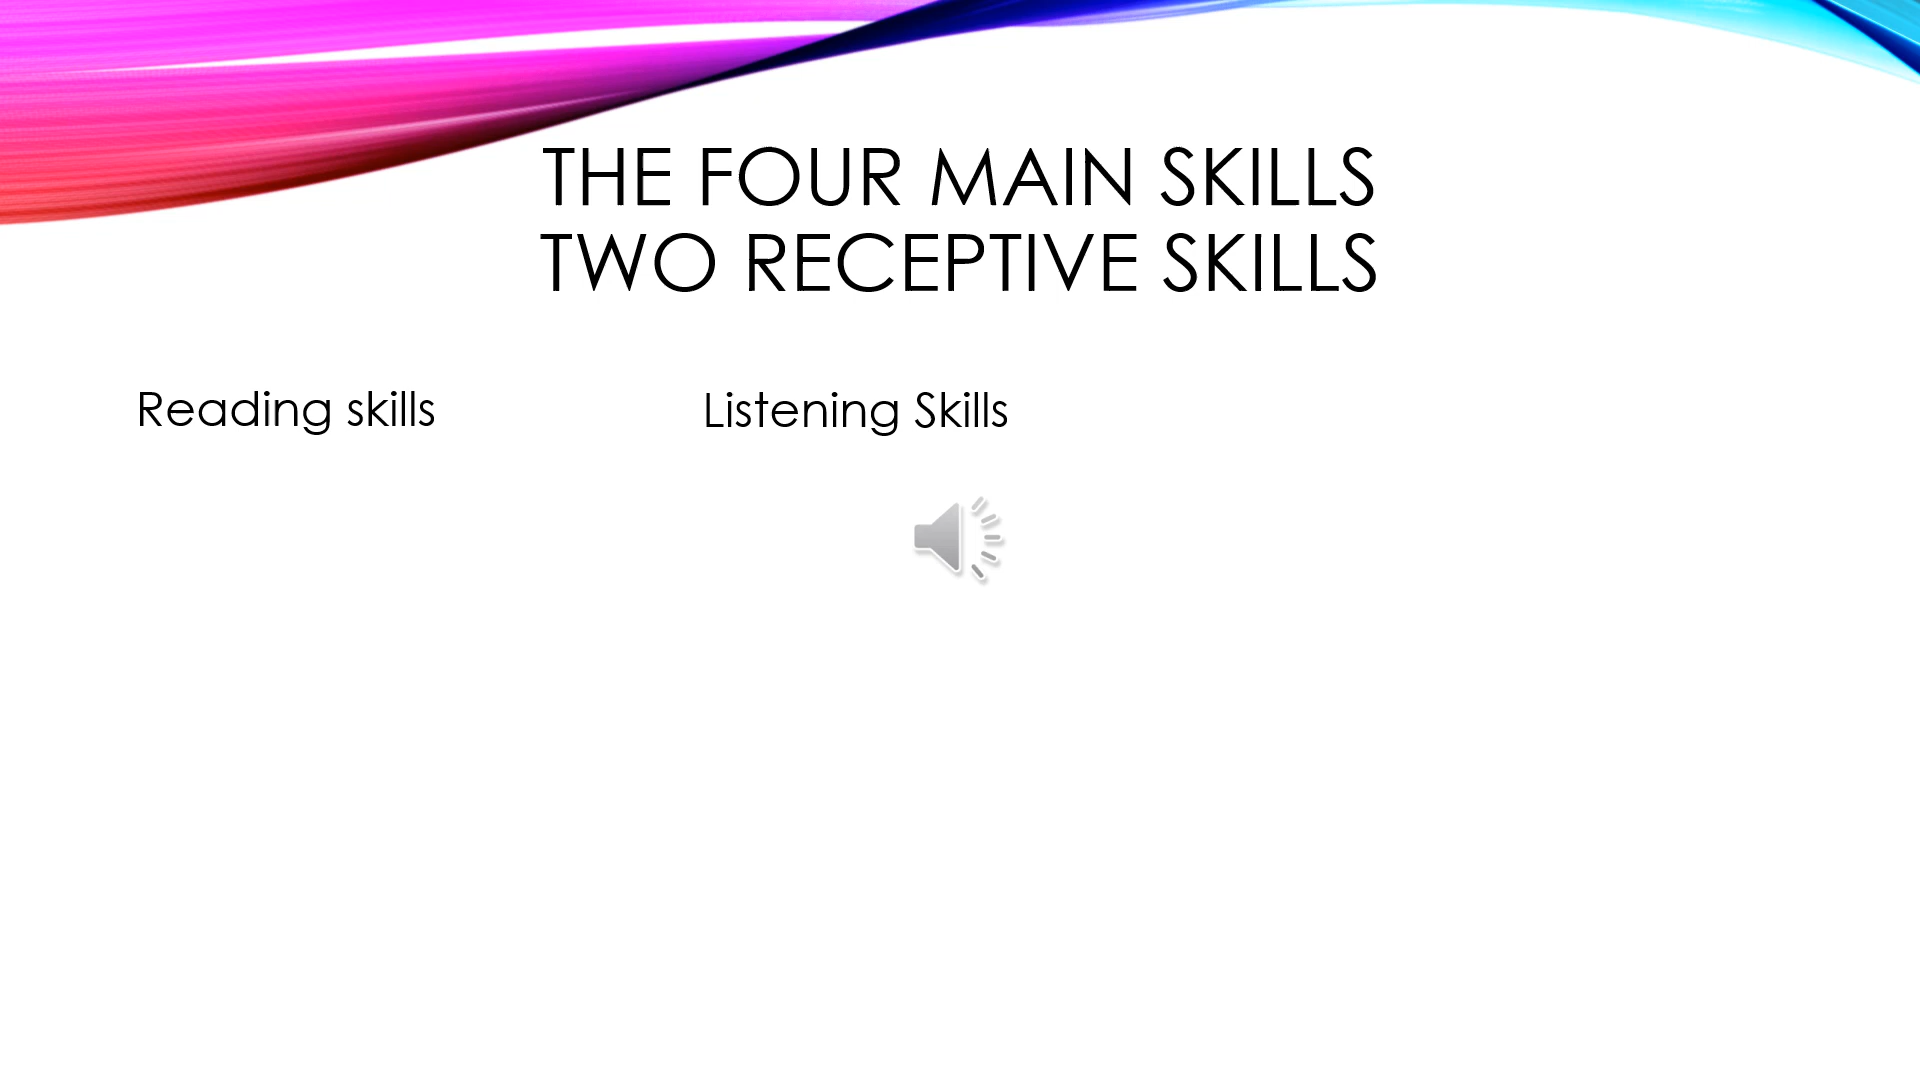 THE FOUR MAIN SKILLS
TWO RECEPTIVE SKILLS
Reading skills
Listening Skills